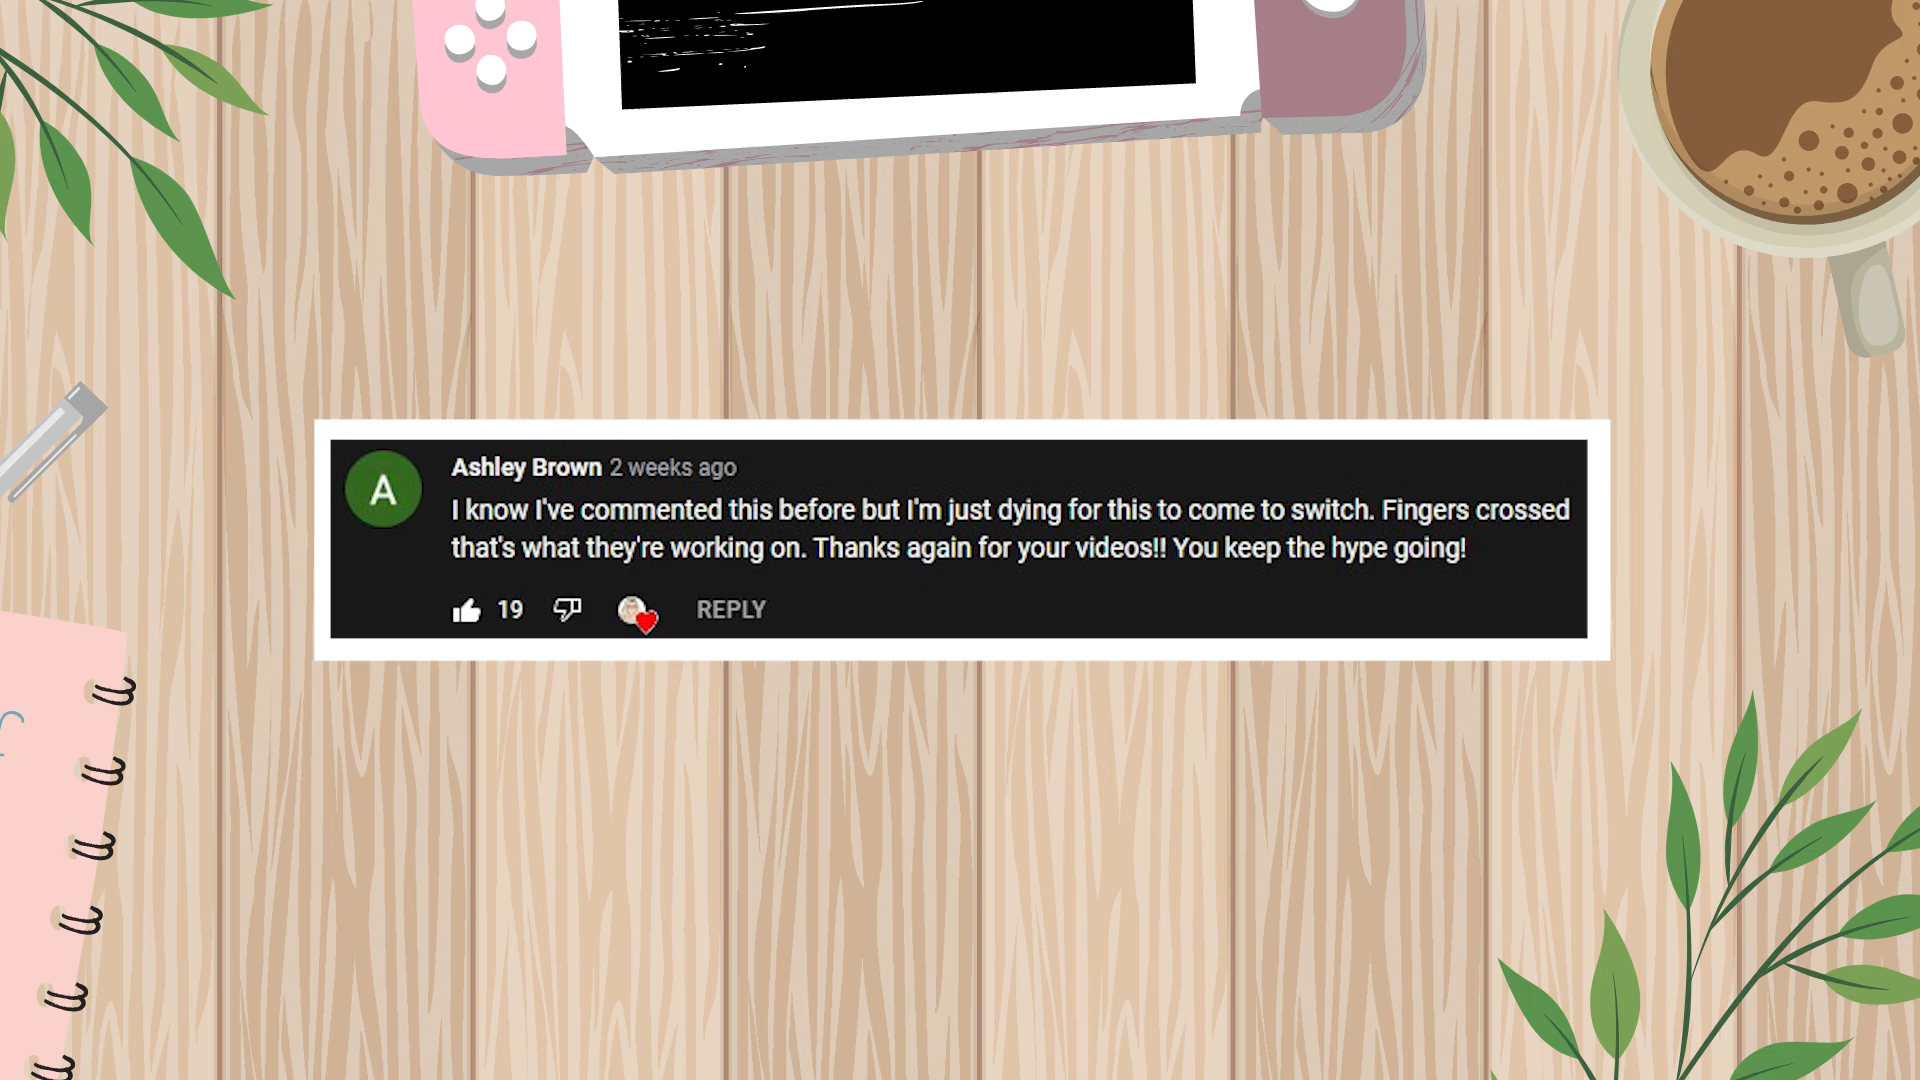 A
Ashley Brown 2 weeks ago
I know I've commented this before but I'm just dying for this to come to switch. Fingers crossed
that's what they're working on. Thanks again for your videos!! You keep the hype going!
19 REPLY